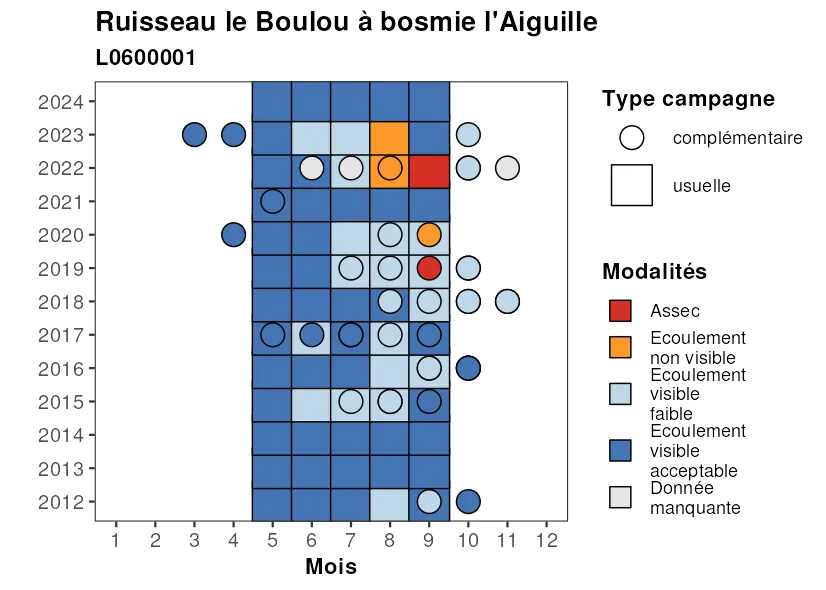 Ruisseau le Boulou à bosmie l'Aiguille
L0600001
2024
2023
2022
2021
2020
2019
2018
2017
2016
2015
2014
2013
2012
1 2 3 4 5 6 7 8 9 10 11 12
Mois
Type campagne
complémentaire
usuelle
Modalités
Assec
Ecoulement
non visible
Ecoulement
visible
faible
Ecoulement
visible
acceptable
Donnée
manquante